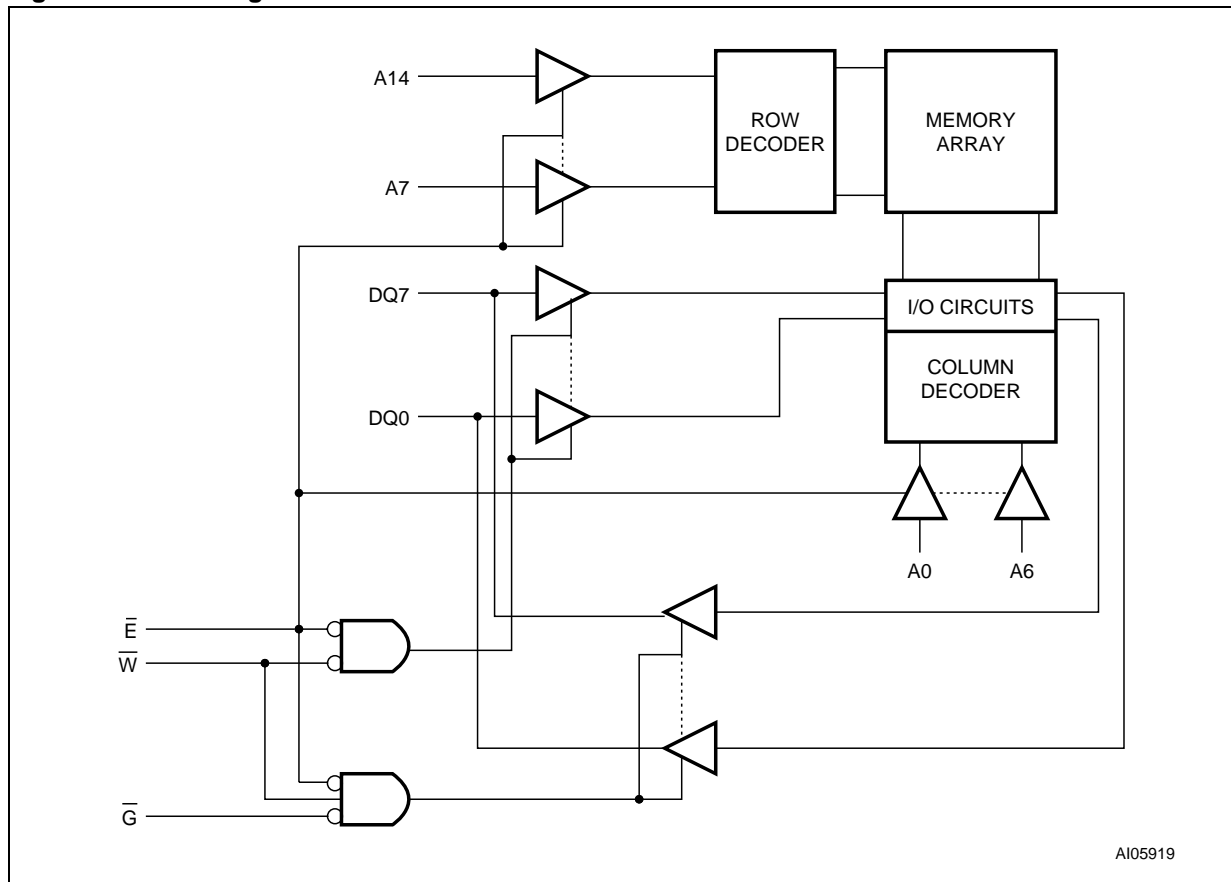 A14
ROW
DECODER
MEMORY
ARRAY
A7
DQ7
I/O CIRCUITS
COLUMN
DECODER
DQ0
A0
A6
E̅
W̅
G̅
AI05919